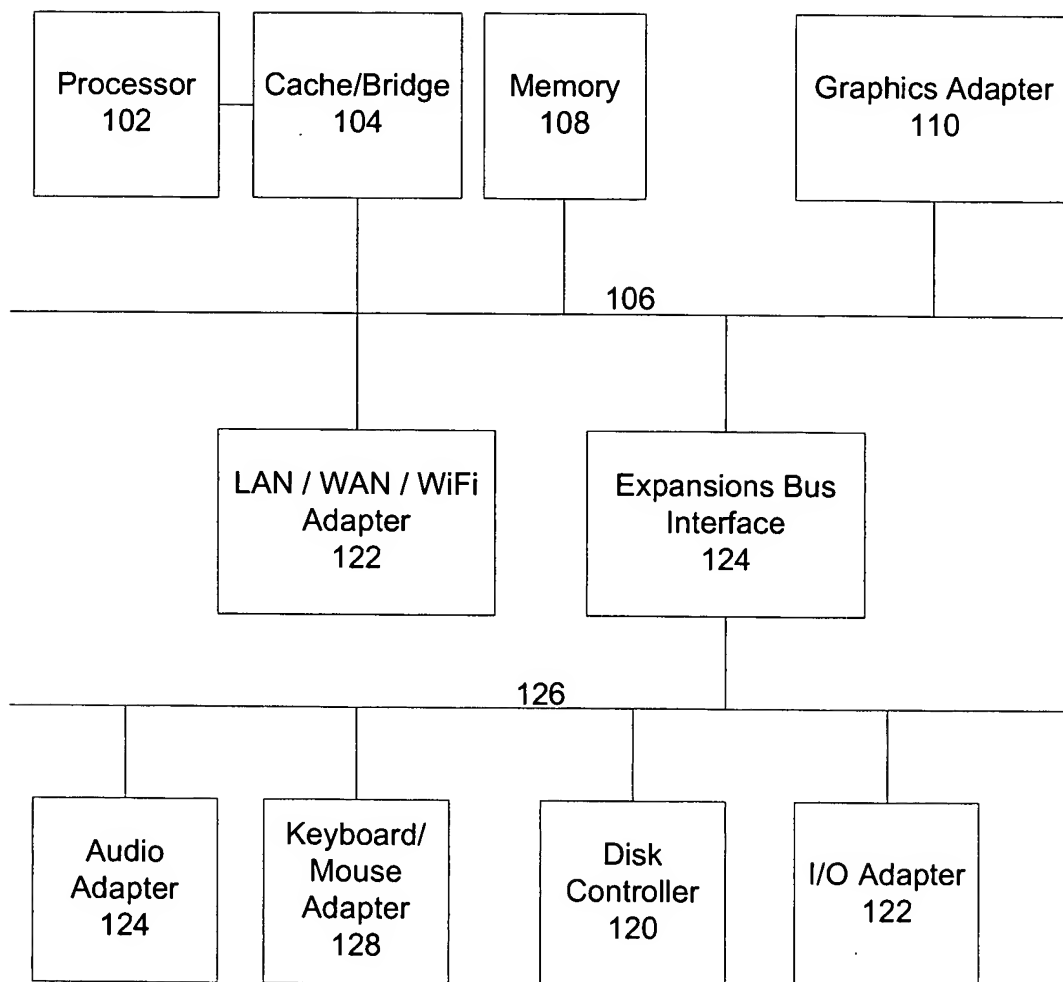 Processor
102
Cache/Bridge
104
Memory
108
Graphics Adapter
110
106
LAN / WAN / WiFi
Adapter
122
Expansions Bus
Interface
124
126
Audio
Adapter
124
Keyboard/
Mouse
Adapter
128
Disk
Controller
120
I/O Adapter
122